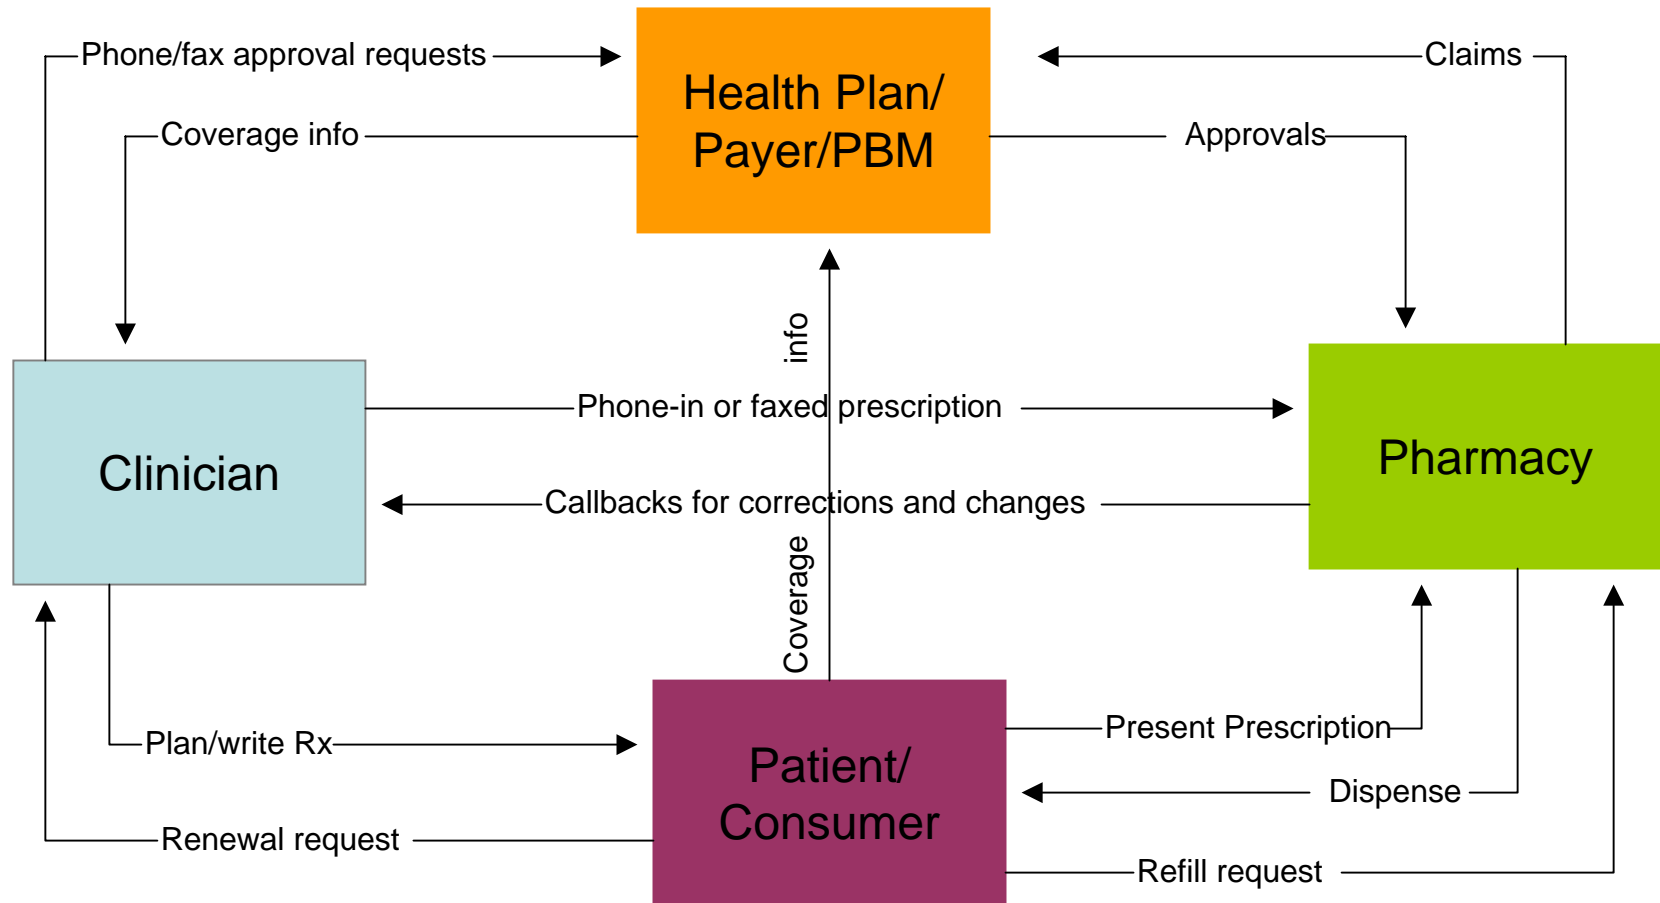 Phone/fax approval requests
Claims
Health Plan/
Payer/PBM
Coverage info
Approvals
Coverage info
Phone-in or faxed prescription
Clinician
Pharmacy
Callbacks for corrections and changes
Plan/write Rx
Present Prescription
Patient/
Consumer
Dispense
Renewal request
Refill request